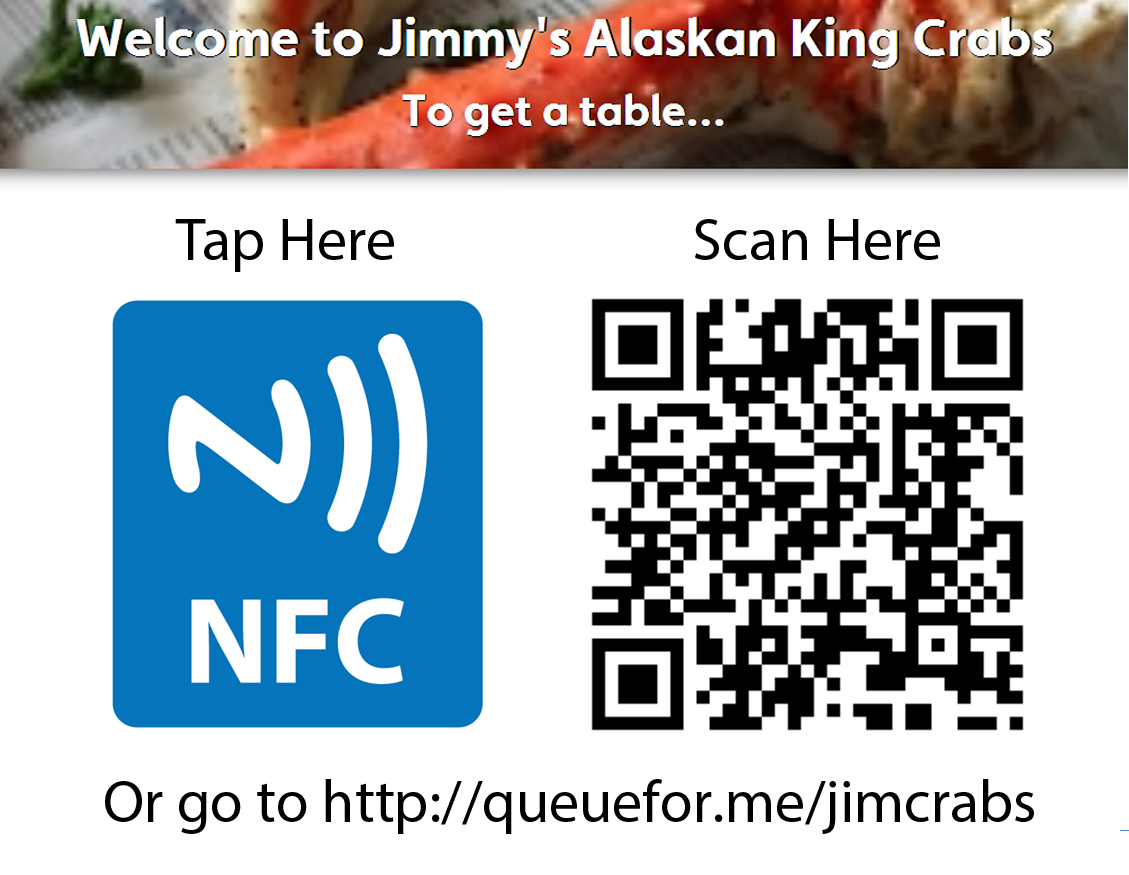 Welcome to Jimmy's Alaskan King Crabs
To get a table...
Tap Here
Scan Here
NFC
Or go to http://queuefor.me/jimcrabs